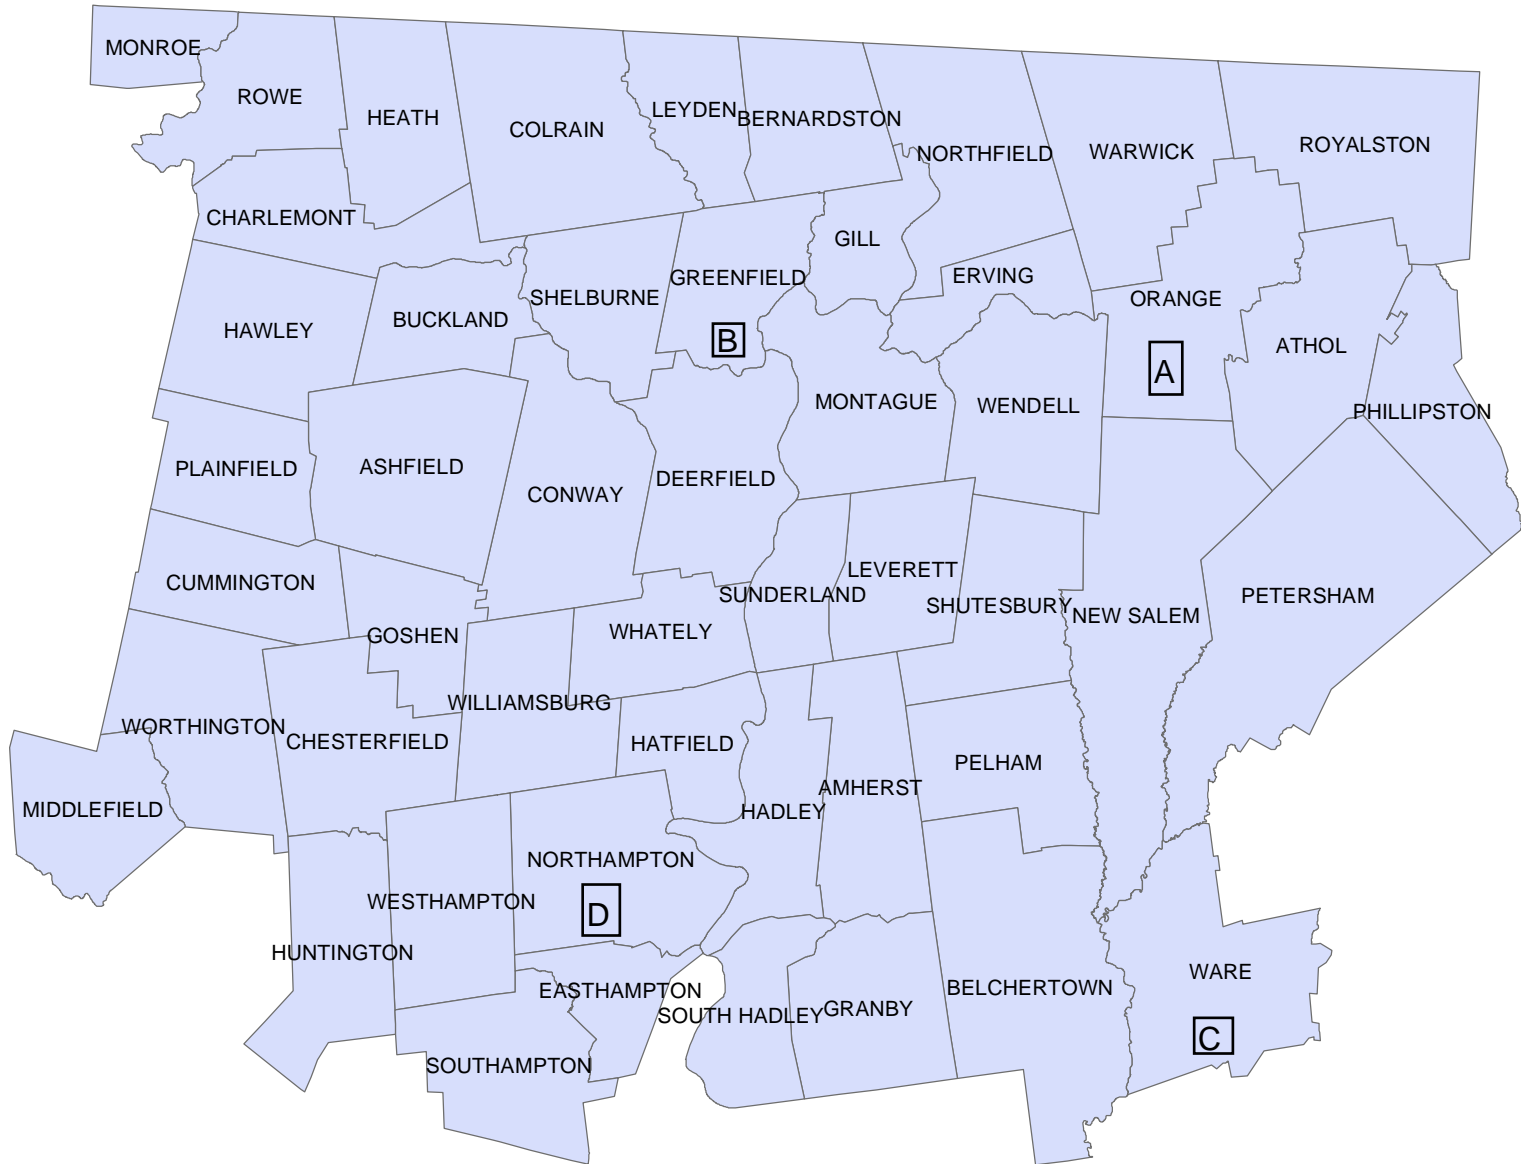 MONROE
ROWE
HEATH
COLRAIN
LEYDEN
BERNARDSTON
NORTHFIELD
WARWICK
ROYALSTON
CHARLEMONT
GILL
ERVING
ORANGE
SHELBURNE
GREENFIELD
HAWLEY
BUCKLAND
B
ATHOL
A
MONTAGUE
WENDELL
PHILLIPSTON
PLAINFIELD
ASHFIELD
CONWAY
DEERFIELD
CUMMINGTON
LEVERETT
SUNDERLAND
SHUTESBURY
NEW SALEM
PETERSHAM
GOSHEN
WHATELY
WILLIAMSBURG
WORTHINGTON
CHESTERFIELD
HATFIELD
PELHAM
AMHERST
MIDDLEFIELD
HADLEY
NORTHAMPTON
WESTHAMPTON
D
HUNTINGTON
WARE
EASTHAMPTON
BELCHERTOWN
SOUTH HADLEY
GRANBY
C
SOUTHAMPTON